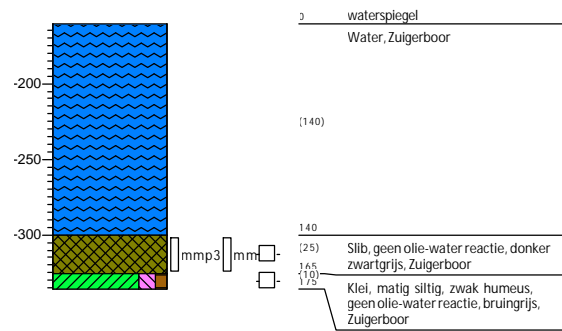 0 waterspiegel
Water, Zuigerboor
-200
(140)
-250
-300
140
mmp3
mm
(25)
Slib, geen olie-water reactie, donker
zwartgrijs, Zuigerboor
165
(10)
175
Klei, matig siltig, zwak humeus,
geen olie-water reactie, bruingrijs,
Zuigerboor